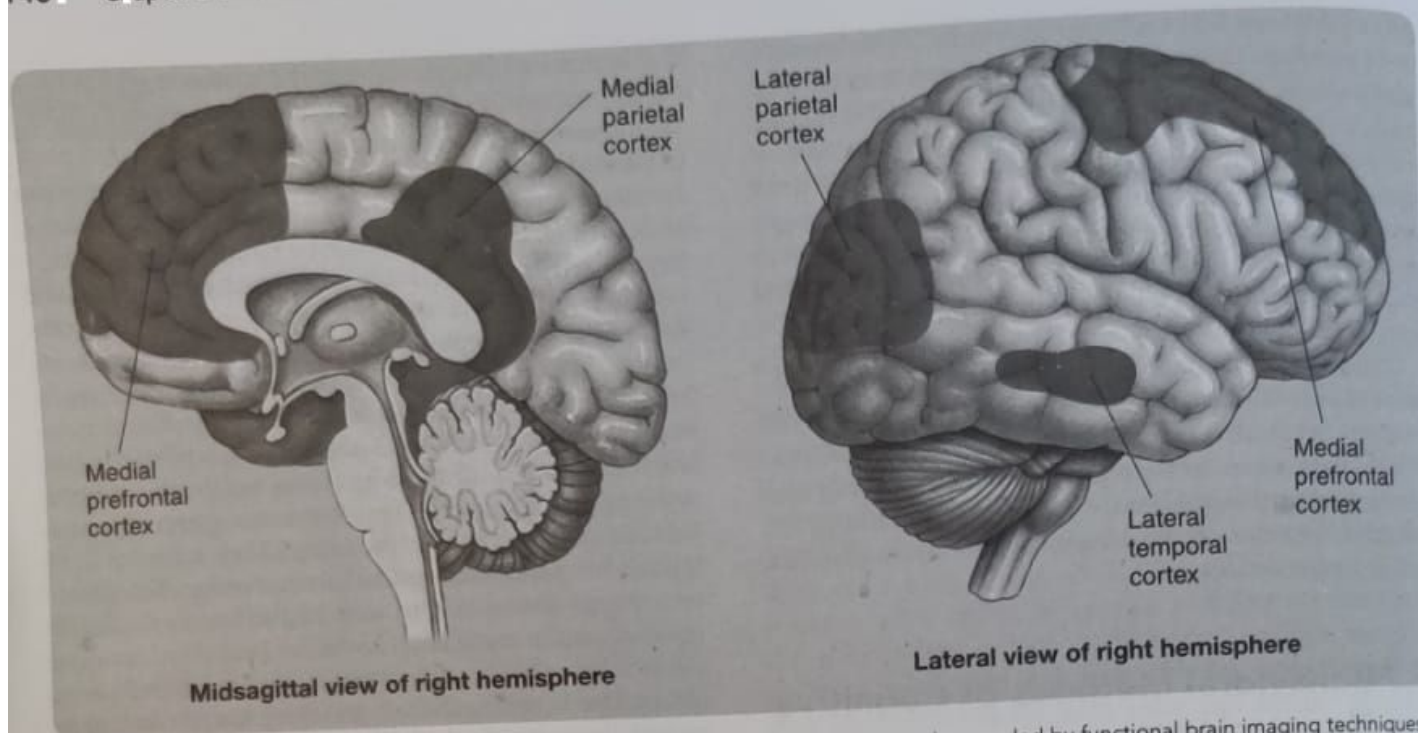 Medial
parietal
cortex
Lateral
parietal
cortex
Medial
prefrontal
cortex
Medial
prefrontal
cortex
Lateral
temporal
cortex
Midsagittal view of right hemisphere
Lateral view of right hemisphere
by functional brain imaging techniques